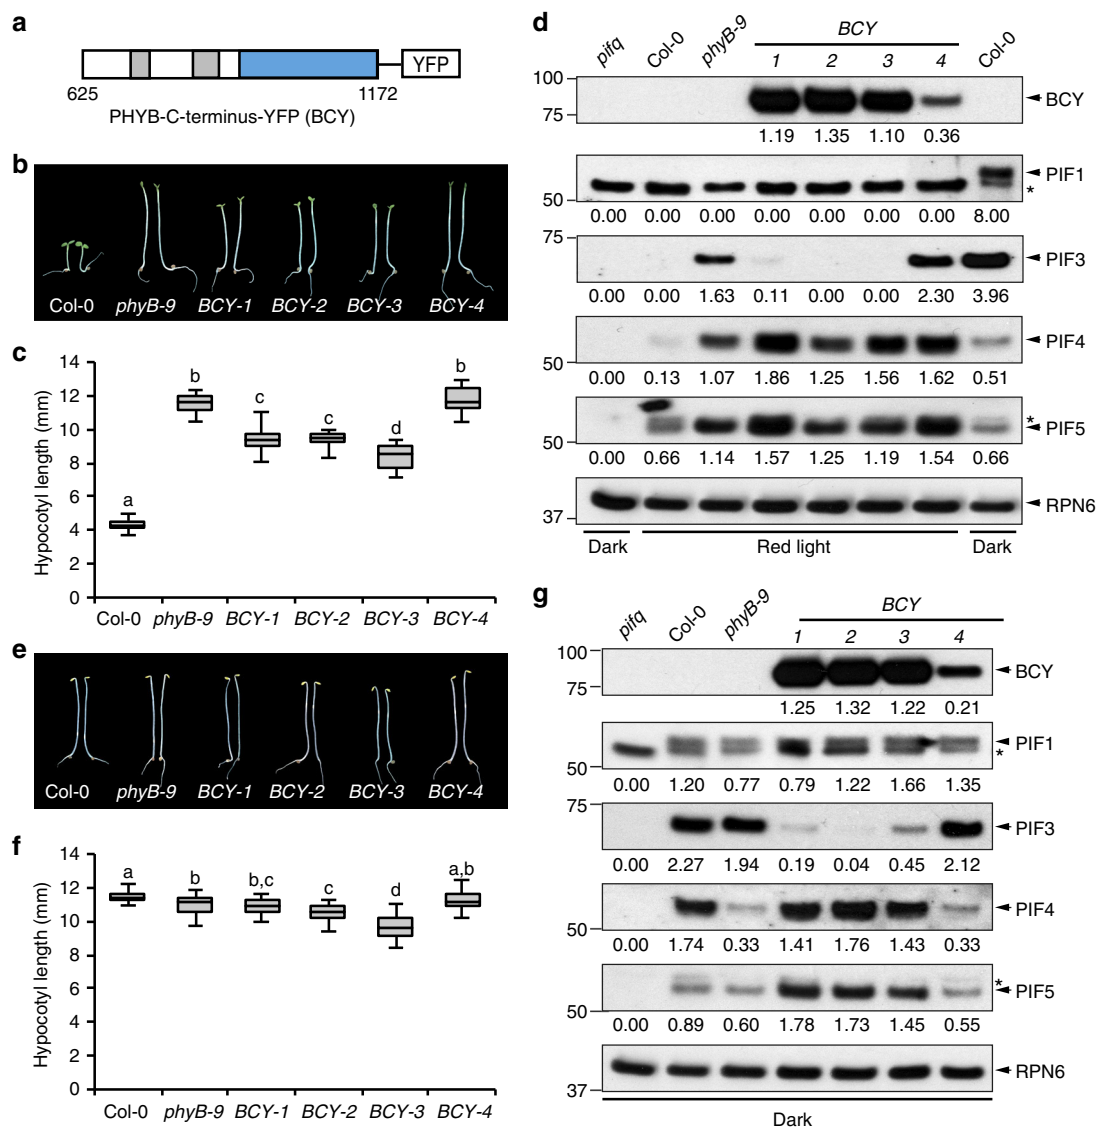 a
YFP
625 1172
PHYB-C-terminus-YFP (BCY)
b
Col-0 phyB-9 BCY-1 BCY-2 BCY-3 BCY-4
c
Hypocotyl length (mm)
14
12
10
8
6
4
2
0
a b c c d b
Col-0 phyB-9 BCY-1 BCY-2 BCY-3 BCY-4
d
pifq Col-0 phyB-9 BCY Col-0
1 2 3 4
100
75
BCY
1.19 1.35 1.10 0.36
PIF1
*
50
0.00 0.00 0.00 0.00 0.00 0.00 0.00 8.00
75
PIF3
0.00 0.00 1.63 0.11 0.00 0.00 2.30 3.96
PIF4
50
0.00 0.13 1.07 1.86 1.25 1.56 1.62 0.51
*
PIF5
50
0.00 0.66 1.14 1.57 1.25 1.19 1.54 0.66
RPN6
37
Dark Red light Dark
e
Col-0 phyB-9 BCY-1 BCY-2 BCY-3 BCY-4
f
Hypocotyl length (mm)
14
12
10
8
6
4
2
0
a b b,c c d a,b
Col-0 phyB-9 BCY-1 BCY-2 BCY-3 BCY-4
g
pifq Col-0 phyB-9 BCY
1 2 3 4
100
75
BCY
1.25 1.32 1.22 0.21
PIF1
*
50
0.00 1.20 0.77 0.79 1.22 1.66 1.35
75
PIF3
0.00 2.27 1.94 0.19 0.04 0.45 2.12
PIF4
50
0.00 1.74 0.33 1.41 1.76 1.43 0.33
*
PIF5
50
0.00 0.89 0.60 1.78 1.73 1.45 0.55
RPN6
37
Dark